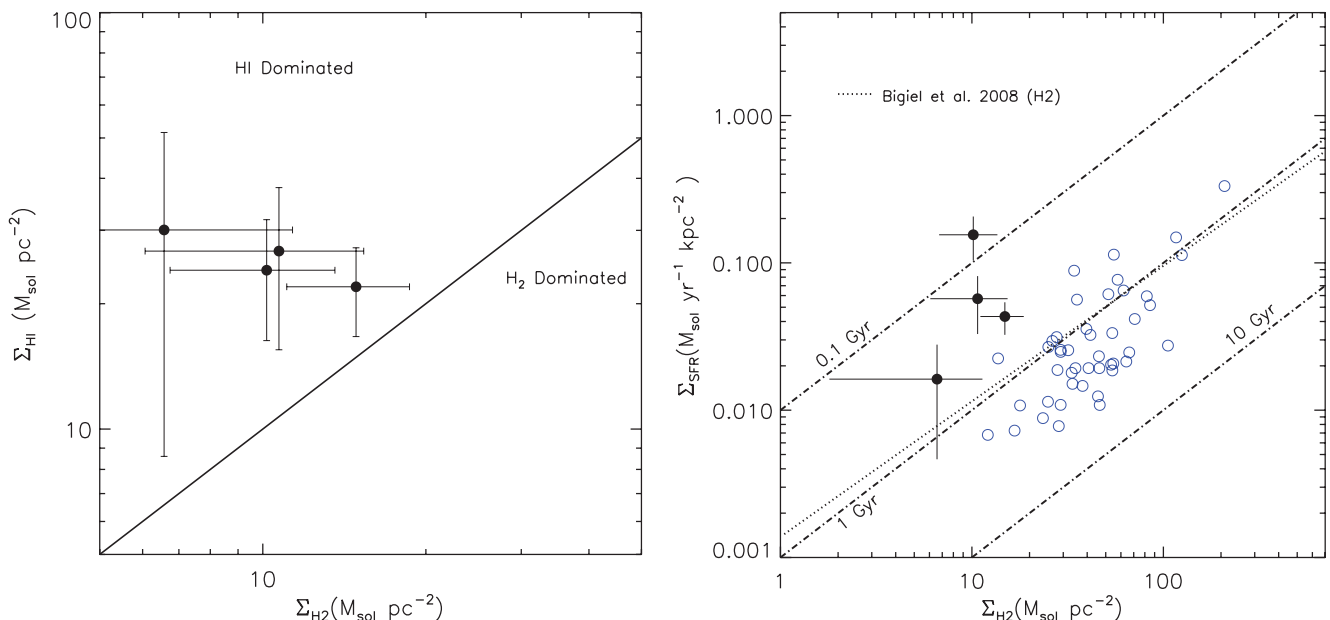 100
HI Dominated
H2 Dominated
10
10
ΣHI (Msol pc−2)
ΣH2(Msol pc−2)
Bigiel et al. 2008 (H2)
1.000
0.100
0.010
0.001
0.1 Gyr
1 Gyr
10 Gyr
1
10
100
ΣSFR(Msol yr−1 kpc−2)
ΣH2(Msol pc−2)